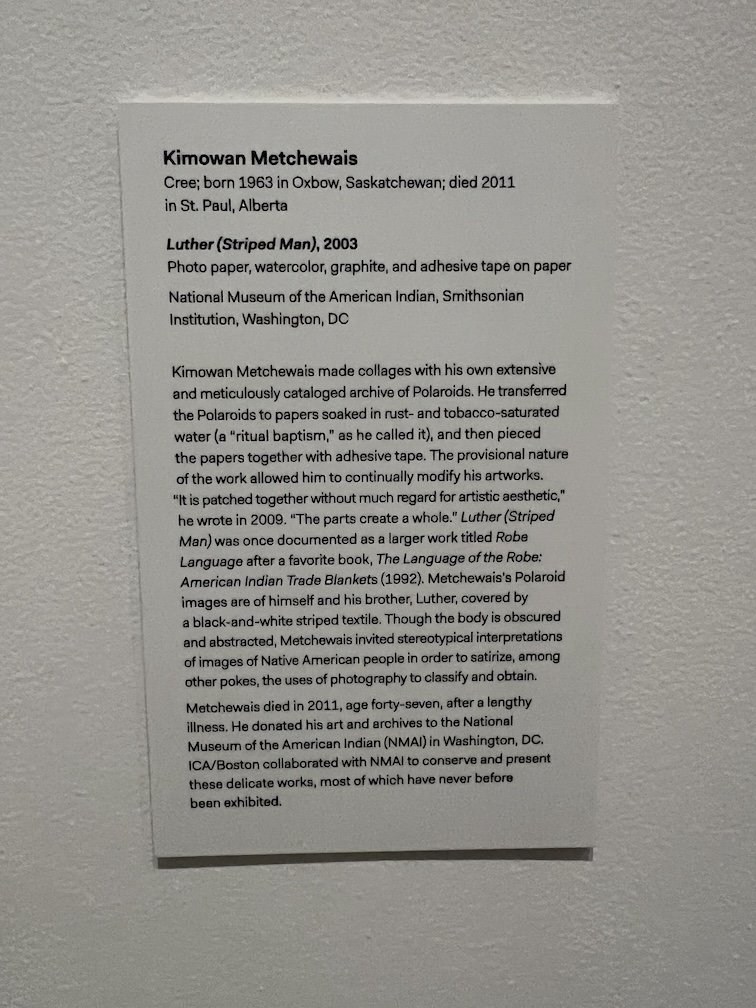 Kimowan Metchewais
Cree; born 1963 in Oxbow, Saskatchewan; died 2011
in St. Paul, Alberta
Luther (Striped Man), 2003
Photo paper, watercolor, graphite, and adhesive tape on paper
National Museum of the American Indian, Smithsonian
Institution, Washington, DC
Kimowan Metchewais made collages with his own extensive
and meticulously cataloged archive of Polaroids. He transferred
the Polaroids to papers soaked in rust- and tobacco-saturated
water (a “ritual baptism,” as he called it), and then pieced
the papers together with adhesive tape. The provisional nature
of the work allowed him to continually modify his artworks.
“It is patched together without much regard for artistic aesthetic,”
he wrote in 2009. “The parts create a whole.” Luther (Striped
Man) was once documented as a larger work titled Robe
Language after a favorite book, The Language of the Robe:
American Indian Trade Blankets (1992). Metchewais's Polaroid
images are of himself and his brother, Luther, covered by
a black-and-white striped textile. Though the body is obscured
and abstracted, Metchewais invited stereotypical interpretations
of images of Native American people in order to satirize, among
other pokes, the uses of photography to classify and obtain.
Metchewais died in 2011, age forty-seven, after a lengthy
illness. He donated his art and archives to the National
Museum of the American Indian (NMAI) in Washington, DC.
ICA/Boston collaborated with NMAI to conserve and present
these delicate works, most of which have never before
been exhibited.